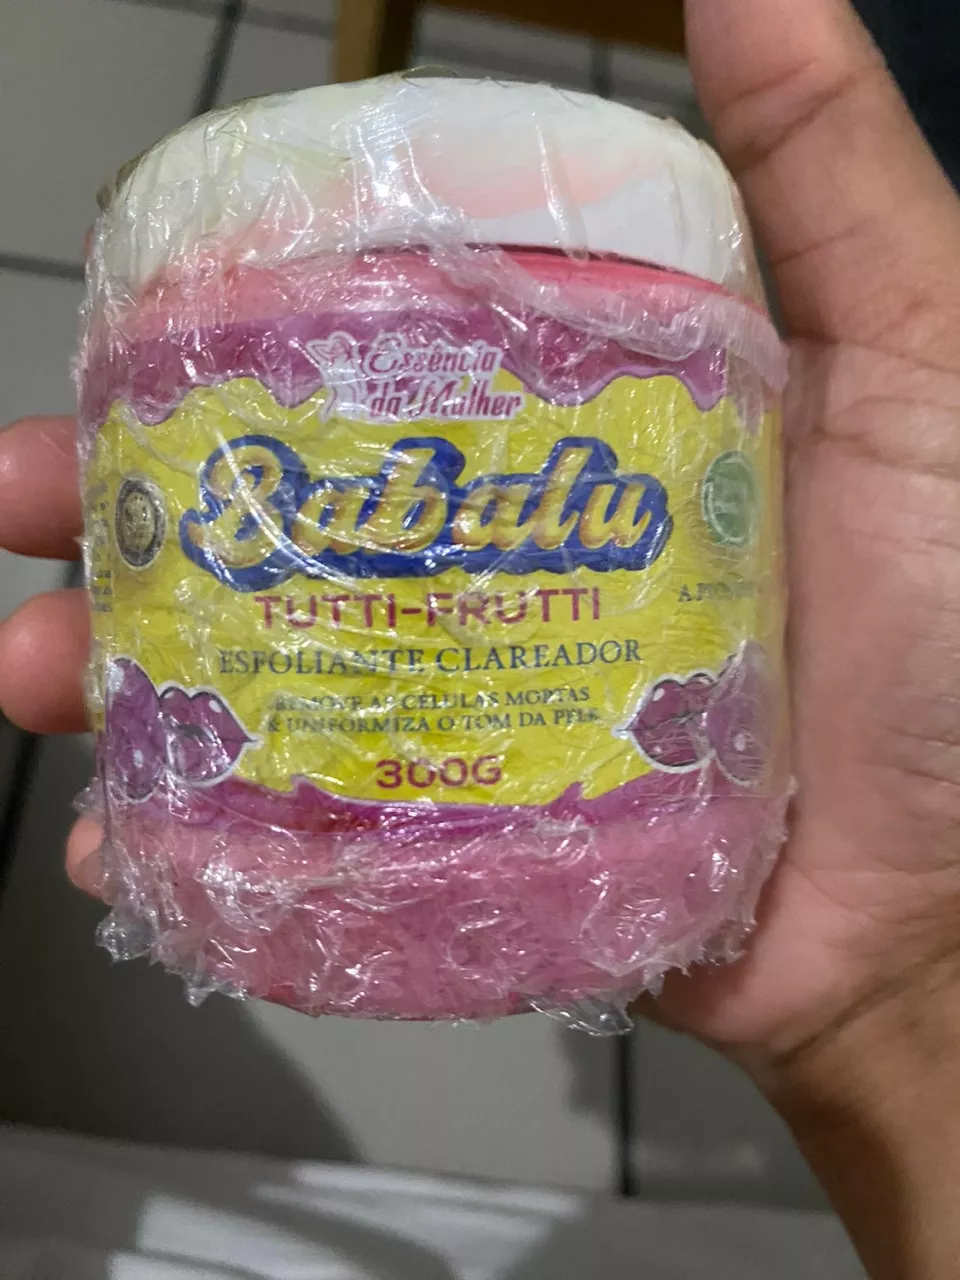 Essência
da Mulher
Babalu
TUTTI-FRUTTI
ESFOLIANTE CLAREADOR
REMOVE AS CÉLULAS MORTAS
& UNIFORMIZA O TOM DA PELE
300G